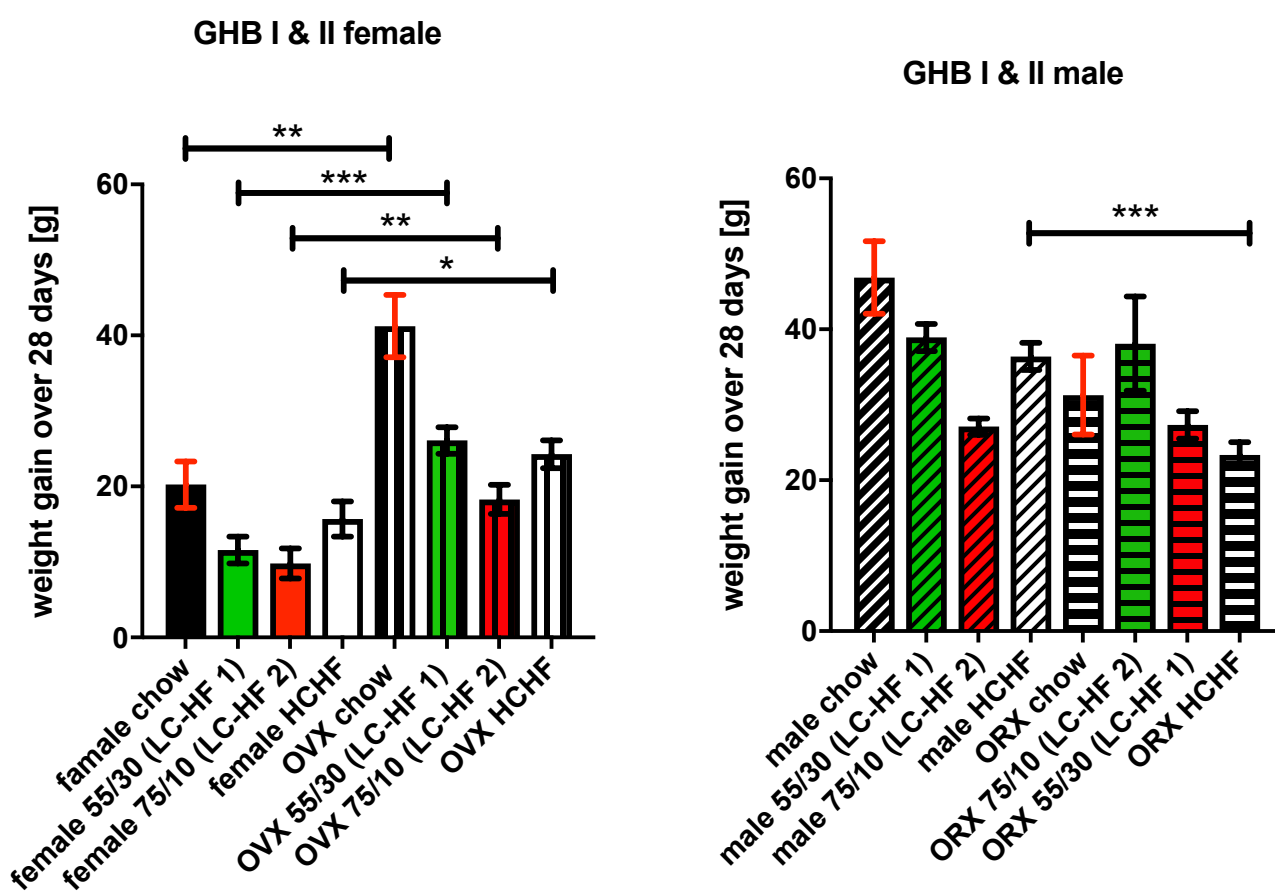 GHB I & II female
**
***
**
*
weight gain over 28 days [g]
60
40
20
0
famale chow
female 55/30 (LC-HF 1)
female 75/10 (LC-HF 2)
female HCHF
OVX chow
OVX 55/30 (LC-HF 1)
OVX 75/10 (LC-HF 2)
OVX HCHF
GHB I & II male
***
weight gain over 28 days [g]
60
40
20
0
male chow
male 55/30 (LC-HF 1)
male 75/10 (LC-HF 2)
male HCHF
ORX chow
ORX 75/10 (LC-HF 2)
ORX 55/30 (LC-HF 1)
ORX HCHF